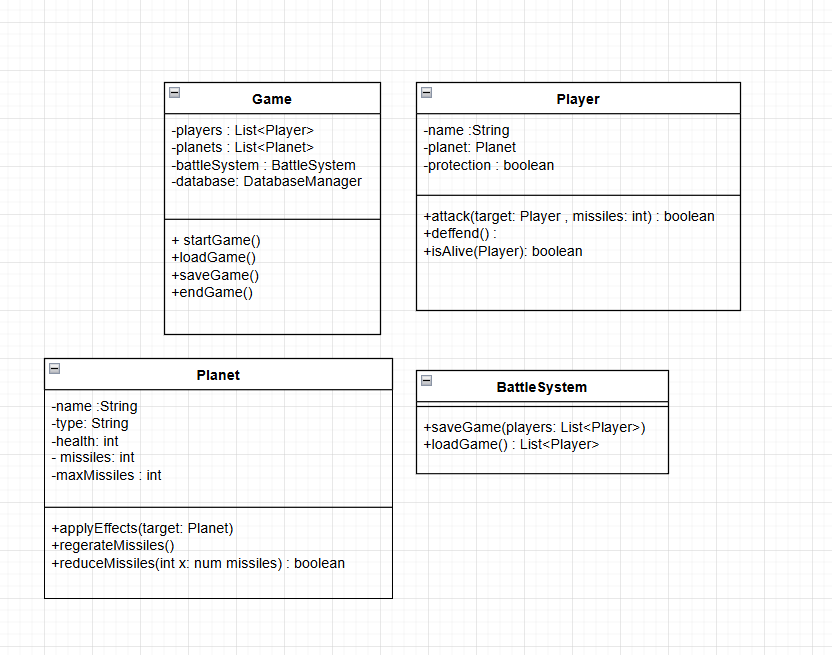 Game
-players : List<Player>
-planets : List<Planet>
-battleSystem : BattleSystem
-database: DatabaseManager
+ startGame()
+loadGame()
+saveGame()
+endGame()
Player
-name :String
-planet: Planet
-protection : boolean
+attack(target: Player , missiles: int) : boolean
+deffend() :
+isAlive(Player): boolean
Planet
-name :String
-type: String
-health: int
- missiles: int
-maxMissiles : int
+applyEffects(target: Planet)
+regerateMissiles()
+reduceMissiles(int x: num missiles) : boolean
BattleSystem
+saveGame(players: List<Player>)
+loadGame() : List<Player>